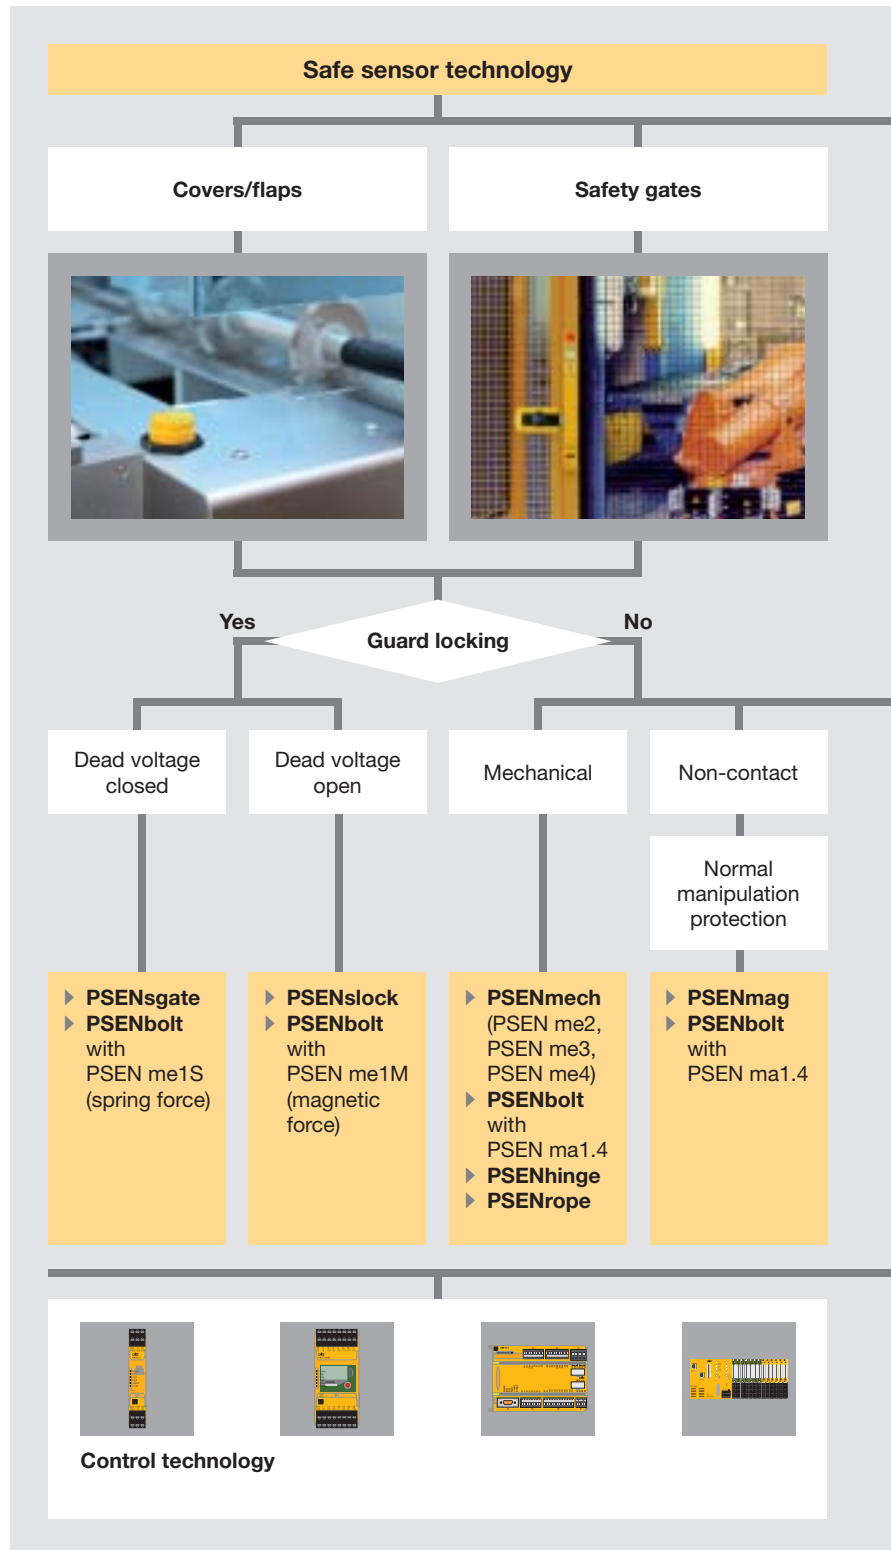 Safe sensor technology
Covers/flaps
Safety gates
Yes
No
Guard locking
Dead voltage
closed
Dead voltage
open
Mechanical
Non-contact
Normal
manipulation
protection
PSENsgate
PSENbolt
with
PSEN me1S
(spring force)
PSENslock
PSENbolt
with
PSEN me1M
(magnetic
force)
PSENmech
(PSEN me2,
PSEN me3,
PSEN me4)
PSENbolt
with
PSEN ma1.4
PSENhinge
PSENrope
PSENmag
PSENbolt
with
PSEN ma1.4
Control technology